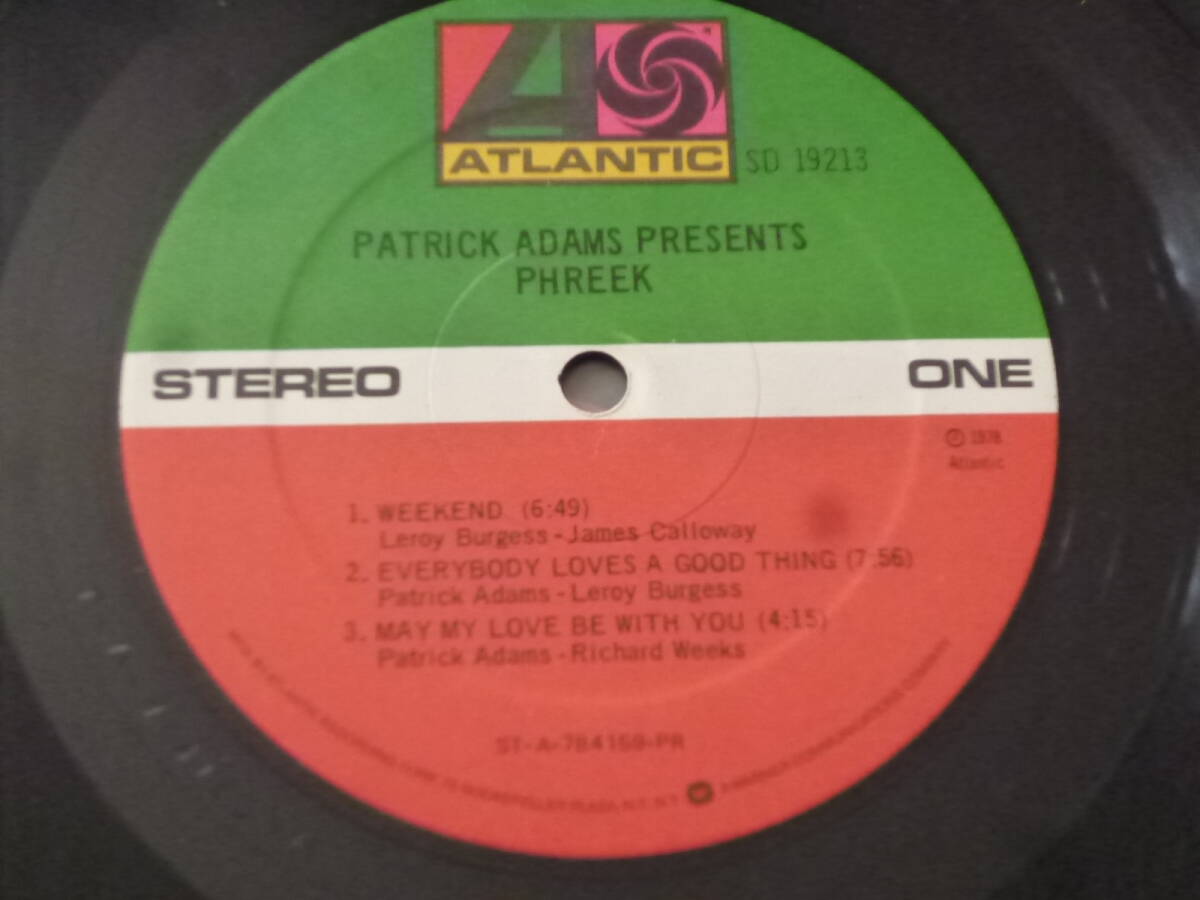 ATLANTIC
SD 19213
PATRICK ADAMS PRESENTS
PHREEK
STEREO
ONE
Ⓟ 1978
Atlantic
1. WEEKEND (6:49)
Leroy Burgess - James Calloway
2. EVERYBODY LOVES A GOOD THING (7:56)
Patrick Adams - Leroy Burgess
3. MAY MY LOVE BE WITH YOU (4:15)
Patrick Adams - Richard Weeks
ST-A-784159-PR